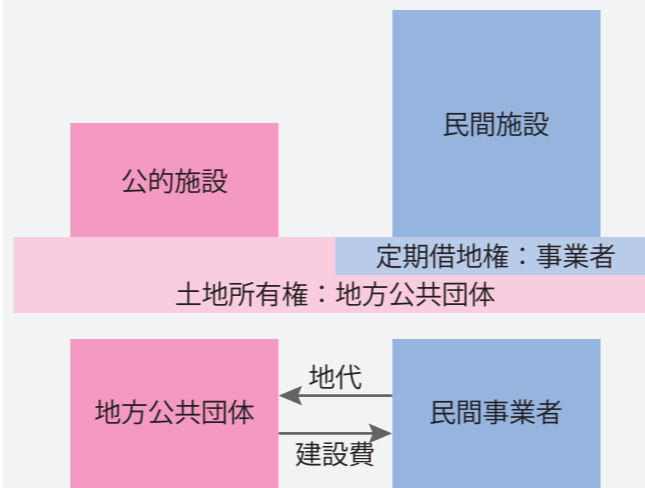 民間施設
公的施設
定期借地権：事業者
土地所有権：地方公共団体
地代
地方公共団体
民間事業者
建設費